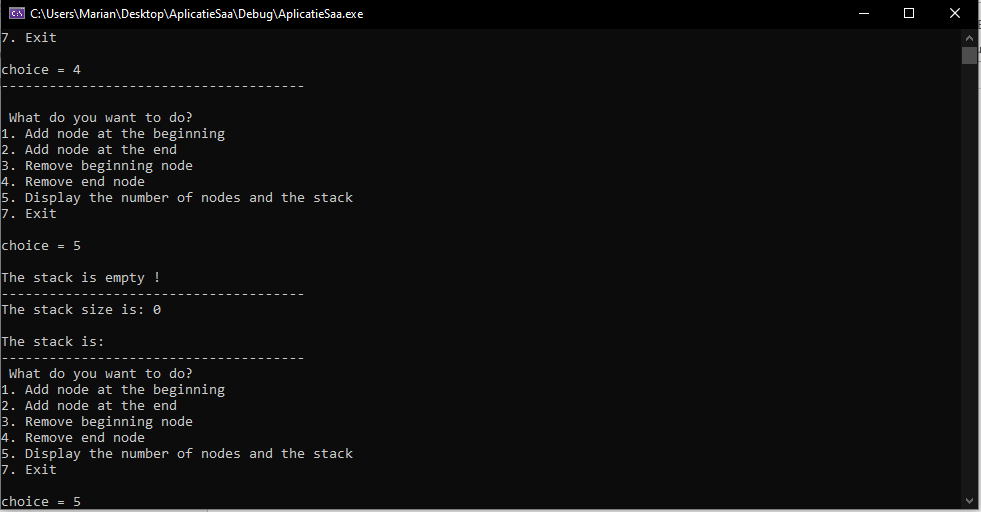 C:\Users\Marian\Desktop\AplicatieSaa\Debug\AplicatieSaa.exe
7. Exit
choice = 4
--------------------------------------
What do you want to do?
1. Add node at the beginning
2. Add node at the end
3. Remove beginning node
4. Remove end node
5. Display the number of nodes and the stack
7. Exit
choice = 5
The stack is empty !
--------------------------------------
The stack size is: 0
The stack is:
--------------------------------------
What do you want to do?
1. Add node at the beginning
2. Add node at the end
3. Remove beginning node
4. Remove end node
5. Display the number of nodes and the stack
7. Exit
choice = 5